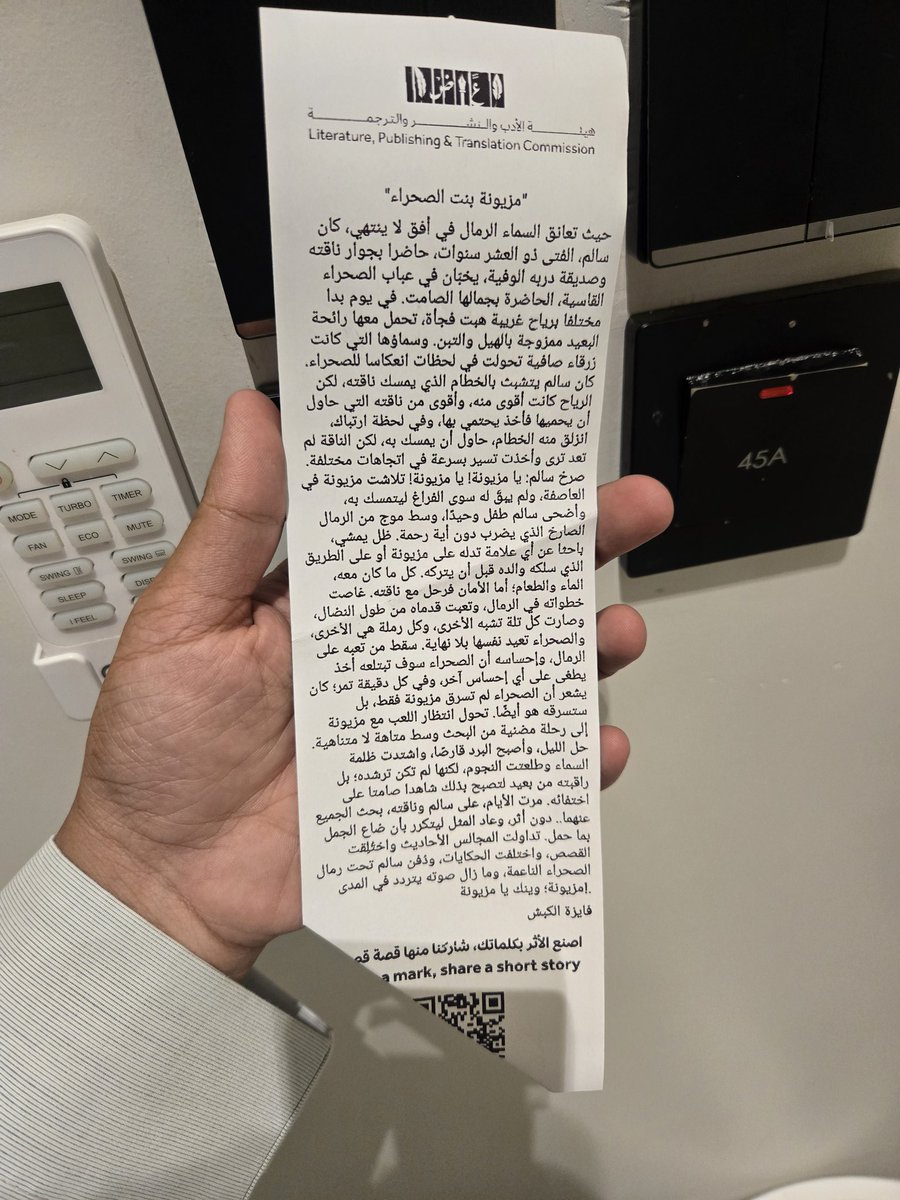 هيئة الأدب والنشر والترجمة
Literature, Publishing & Translation Commission
"مزيونة بنت الصحراء"
حيث تعانق السماء الرمال في أفق لا ينتهي، كان
سالم، الفتى ذو العشر سنوات، حاضرا بجوار ناقته
وصديقة دربه الوفية، يخبّان في عباب الصحراء
القاسية، الحاضرة بجمالها الصامت. في يوم بدا
مختلفا برياح غريبة هبت فجأة، تحمل معها رائحة
البعيد ممزوجة بالهيل والتبن. وسماؤها التي كانت
زرقاء صافية تحولت في لحظات انعكاسا للصحراء.
كان سالم يتشبث بالخطام الذي يمسك ناقته، لكن
الرياح كانت أقوى منه، وأقوى من ناقته التي حاول
أن يحميها فأخذ يحتمي بها، وفي لحظة ارتباك،
انزلق منه الخطام، حاول أن يمسك به، لكن الناقة لم
تعد ترى وأخذت تسير بسرعة في اتجاهات مختلفة.
صرخ سالم: يا مزيونة! يا مزيونة! تلاشت مزيونة في
العاصفة، ولم يبقَ له سوى الفراغ ليتمسك به،
وأضحى سالم طفل وحيدًا، وسط موج من الرمال
الصارخ الذي يضرب دون أية رحمة. ظل يمشي،
باحثا عن أي علامة تدله على مزيونة أو على الطريق
الذي سلكه والده قبل أن يتركه. كل ما كان معه،
الماء والطعام؛ أما الأمان فرحل مع ناقته. غاصت
خطواته في الرمال، وتعبت قدماه من طول النضال،
وصارت كل تلة تشبه الأخرى، وكل رملة هي الأخرى،
والصحراء تعيد نفسها بلا نهاية. سقط من تعبه على
الرمال، وإحساسه أن الصحراء سوف تبتلعه أخذ
يطغى على أي إحساس آخر، وفي كل دقيقة تمر؛ كان
يشعر أن الصحراء لم تسرق مزيونة فقط، بل
ستسرقه هو أيضًا. تحول انتظار اللعب مع مزيونة
إلى رحلة مضنية من البحث وسط متاهة لا متناهية.
حل الليل، وأصبح البرد قارصًا، واشتدت ظلمة
السماء وطلعت النجوم، لكنها لم تكن ترشده؛ بل
راقبته من بعيد لتصبح بذلك شاهدا صامتا على
اختفائه. مرت الأيام، على سالم وناقته، بحث الجميع
عنهما.. دون أثر، وعاد المثل ليتكرر بأن ضاع الجمل
بما حمل. تداولت المجالس الأحاديث واختُلِقت
القصص، واختلفت الحكايات، ودُفن سالم تحت رمال
الصحراء الناعمة، وما زال صوته يتردد في المدى
.!مزيونة؛ وينك يا مزيونة
فايزة الكبش
اصنع الأثر بكلماتك، شاركنا منها قصة
a mark, share a short story
MODE
TURBO
TIMER
FAN
ECO
MUTE
SWING
SWING
SLEEP
I FEEL
45A